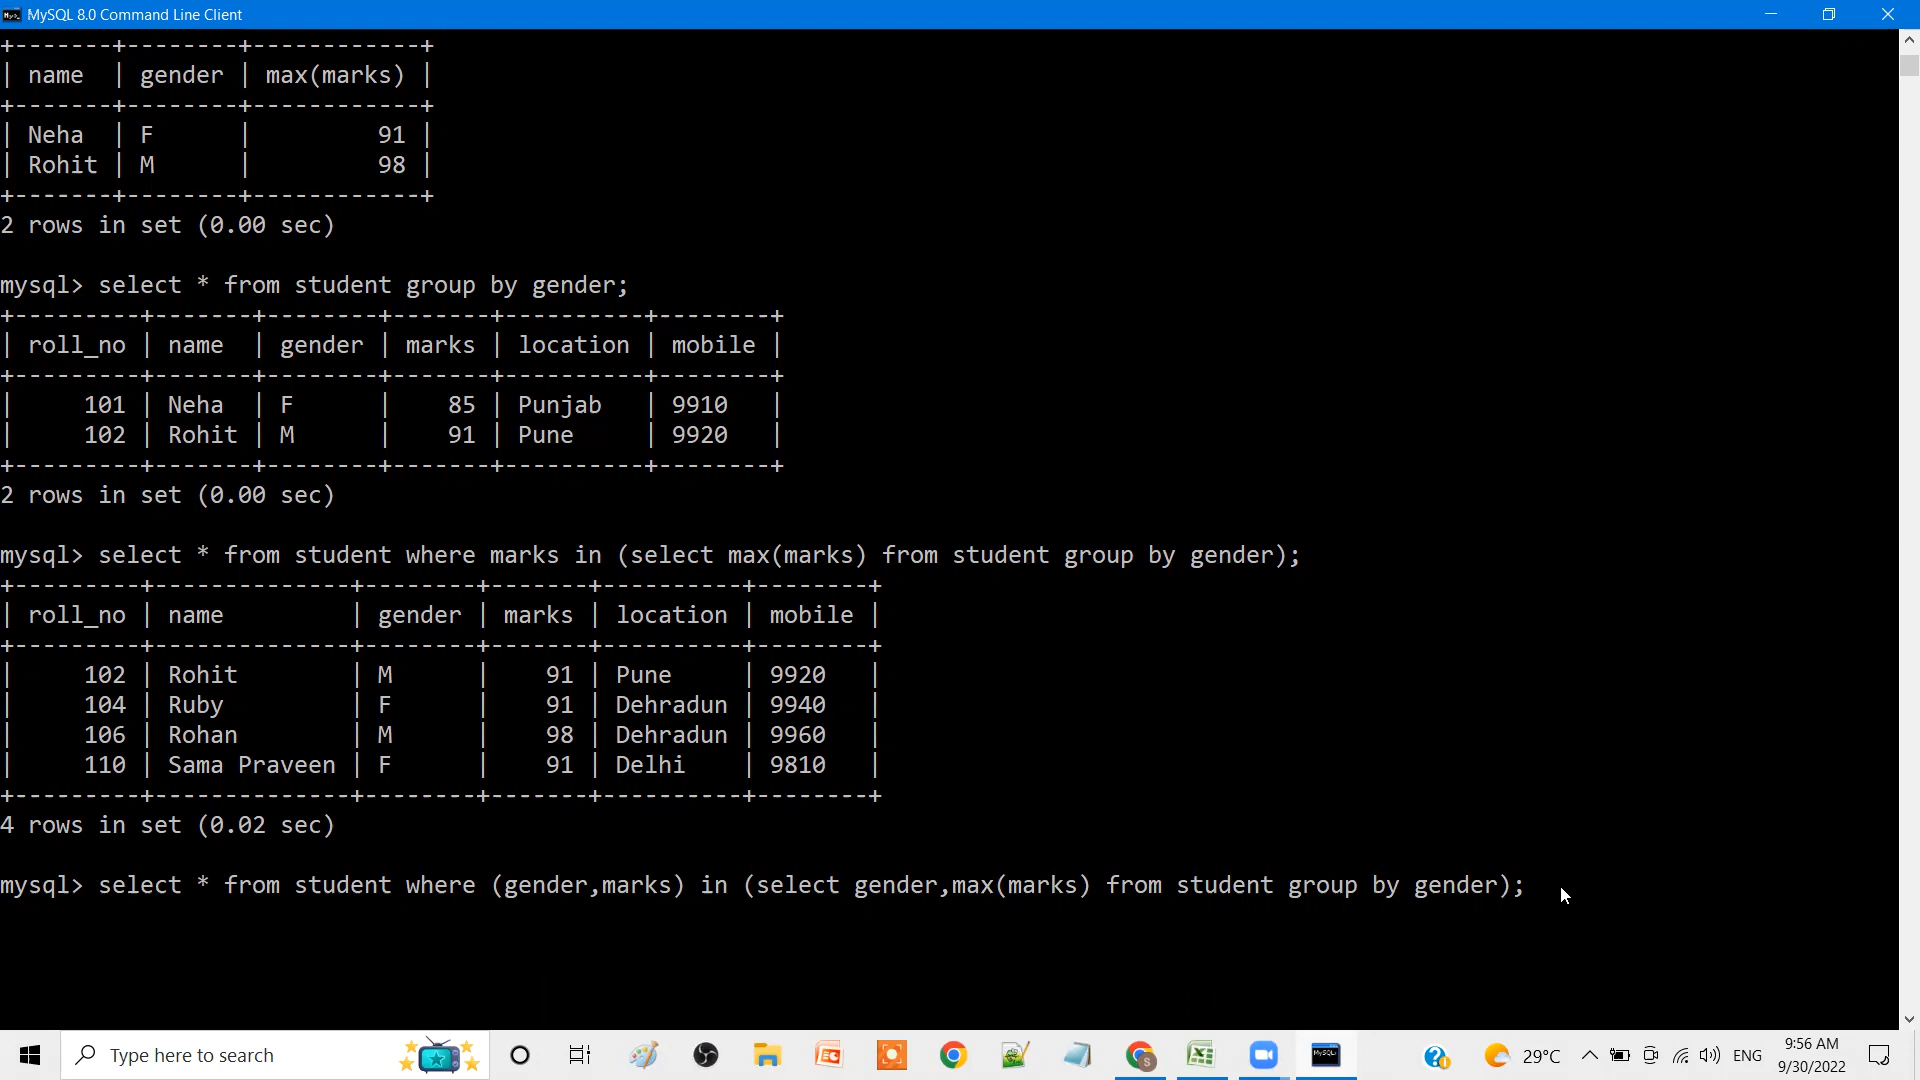 MySQL 8.0 Command Line Client
+-------+--------+------------+
| name  | gender | max(marks) |
+-------+--------+------------+
| Neha  | F      |         91 |
| Rohit | M      |         98 |
+-------+--------+------------+
2 rows in set (0.00 sec)
mysql> select * from student group by gender;
+---------+-------+--------+-------+----------+--------+
| roll_no | name  | gender | marks | location | mobile |
+---------+-------+--------+-------+----------+--------+
|     101 | Neha  | F      |    85 | Punjab   | 9910   |
|     102 | Rohit | M      |    91 | Pune     | 9920   |
+---------+-------+--------+-------+----------+--------+
2 rows in set (0.00 sec)
mysql> select * from student where marks in (select max(marks) from student group by gender);
+---------+--------------+--------+-------+----------+--------+
| roll_no | name         | gender | marks | location | mobile |
+---------+--------------+--------+-------+----------+--------+
|     102 | Rohit        | M      |    91 | Pune     | 9920   |
|     104 | Ruby         | F      |    91 | Dehradun | 9940   |
|     106 | Rohan        | M      |    98 | Dehradun | 9960   |
|     110 | Sama Praveen | F      |    91 | Delhi    | 9810   |
+---------+--------------+--------+-------+----------+--------+
4 rows in set (0.02 sec)
mysql> select * from student where (gender,marks) in (select gender,max(marks) from student group by gender);
Type here to search
29°C
ENG
9:56 AM
9/30/2022